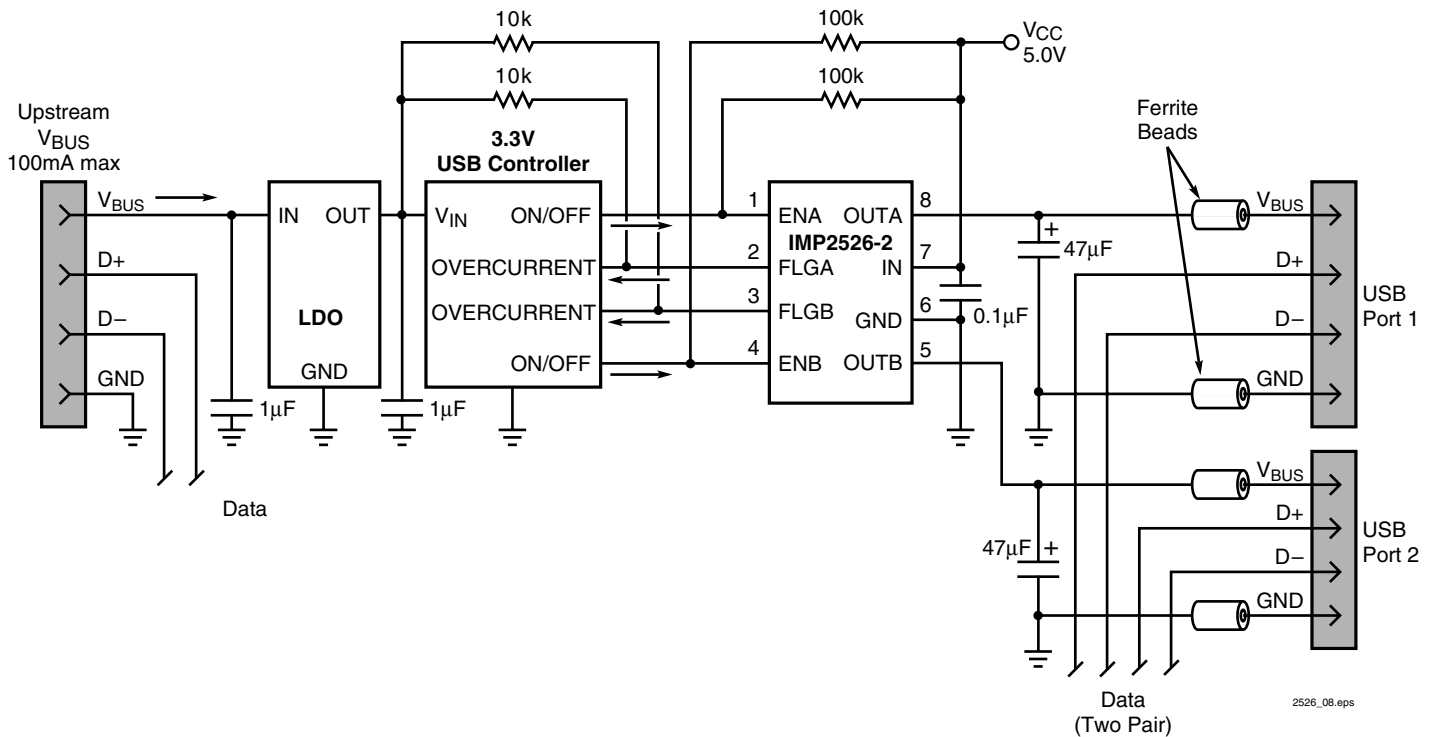 10k
100k
VCC
5.0V
10k
100k
Upstream
VBUS
100mA max
3.3V
USB Controller
Ferrite
Beads
VBUS
IN OUT
VIN
ON/OFF
1
ENA OUTA
8
VBUS
IMP2526-2
47µF
+
D+
OVERCURRENT
2
FLGA IN
7
D+
USB
Port 1
D−
LDO
OVERCURRENT
3
FLGB
GND
6
0.1µF
D−
GND
GND
ON/OFF
4
ENB OUTB
5
GND
1µF
1µF
Data
VBUS
D+
USB
Port 2
47µF
+
D−
GND
Data
(Two Pair)
2526_08.eps